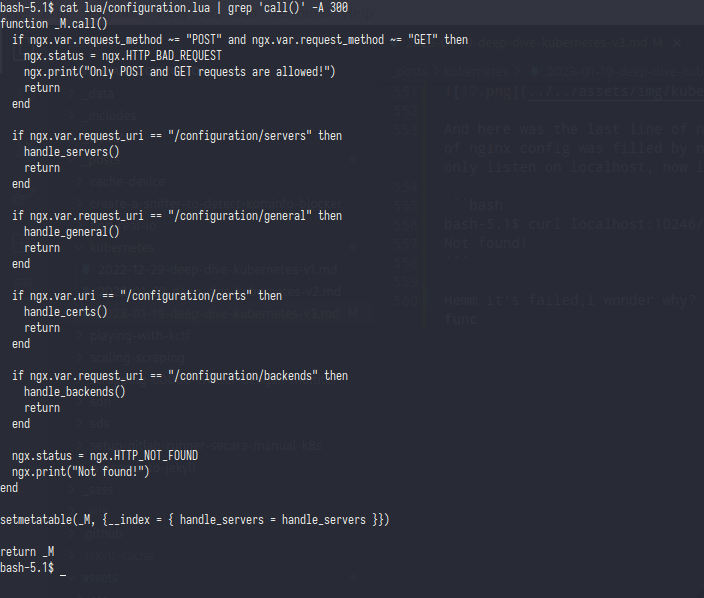 bash-5.1$ cat lua/configuration.lua | grep 'call()' -A 300
function _M.call()
  if ngx.var.request_method ~= "POST" and ngx.var.request_method ~= "GET" then
    ngx.status = ngx.HTTP_BAD_REQUEST
    ngx.print("Only POST and GET requests are allowed!")
    return
  end

  if ngx.var.request_uri == "/configuration/servers" then
    handle_servers()
    return
  end

  if ngx.var.request_uri == "/configuration/general" then
    handle_general()
    return
  end

  if ngx.var.uri == "/configuration/certs" then
    handle_certs()
    return
  end

  if ngx.var.request_uri == "/configuration/backends" then
    handle_backends()
    return
  end

  ngx.status = ngx.HTTP_NOT_FOUND
  ngx.print("Not found!")
end

setmetatable(_M, {__index = { handle_servers = handle_servers }})

return _M
bash-5.1$ _